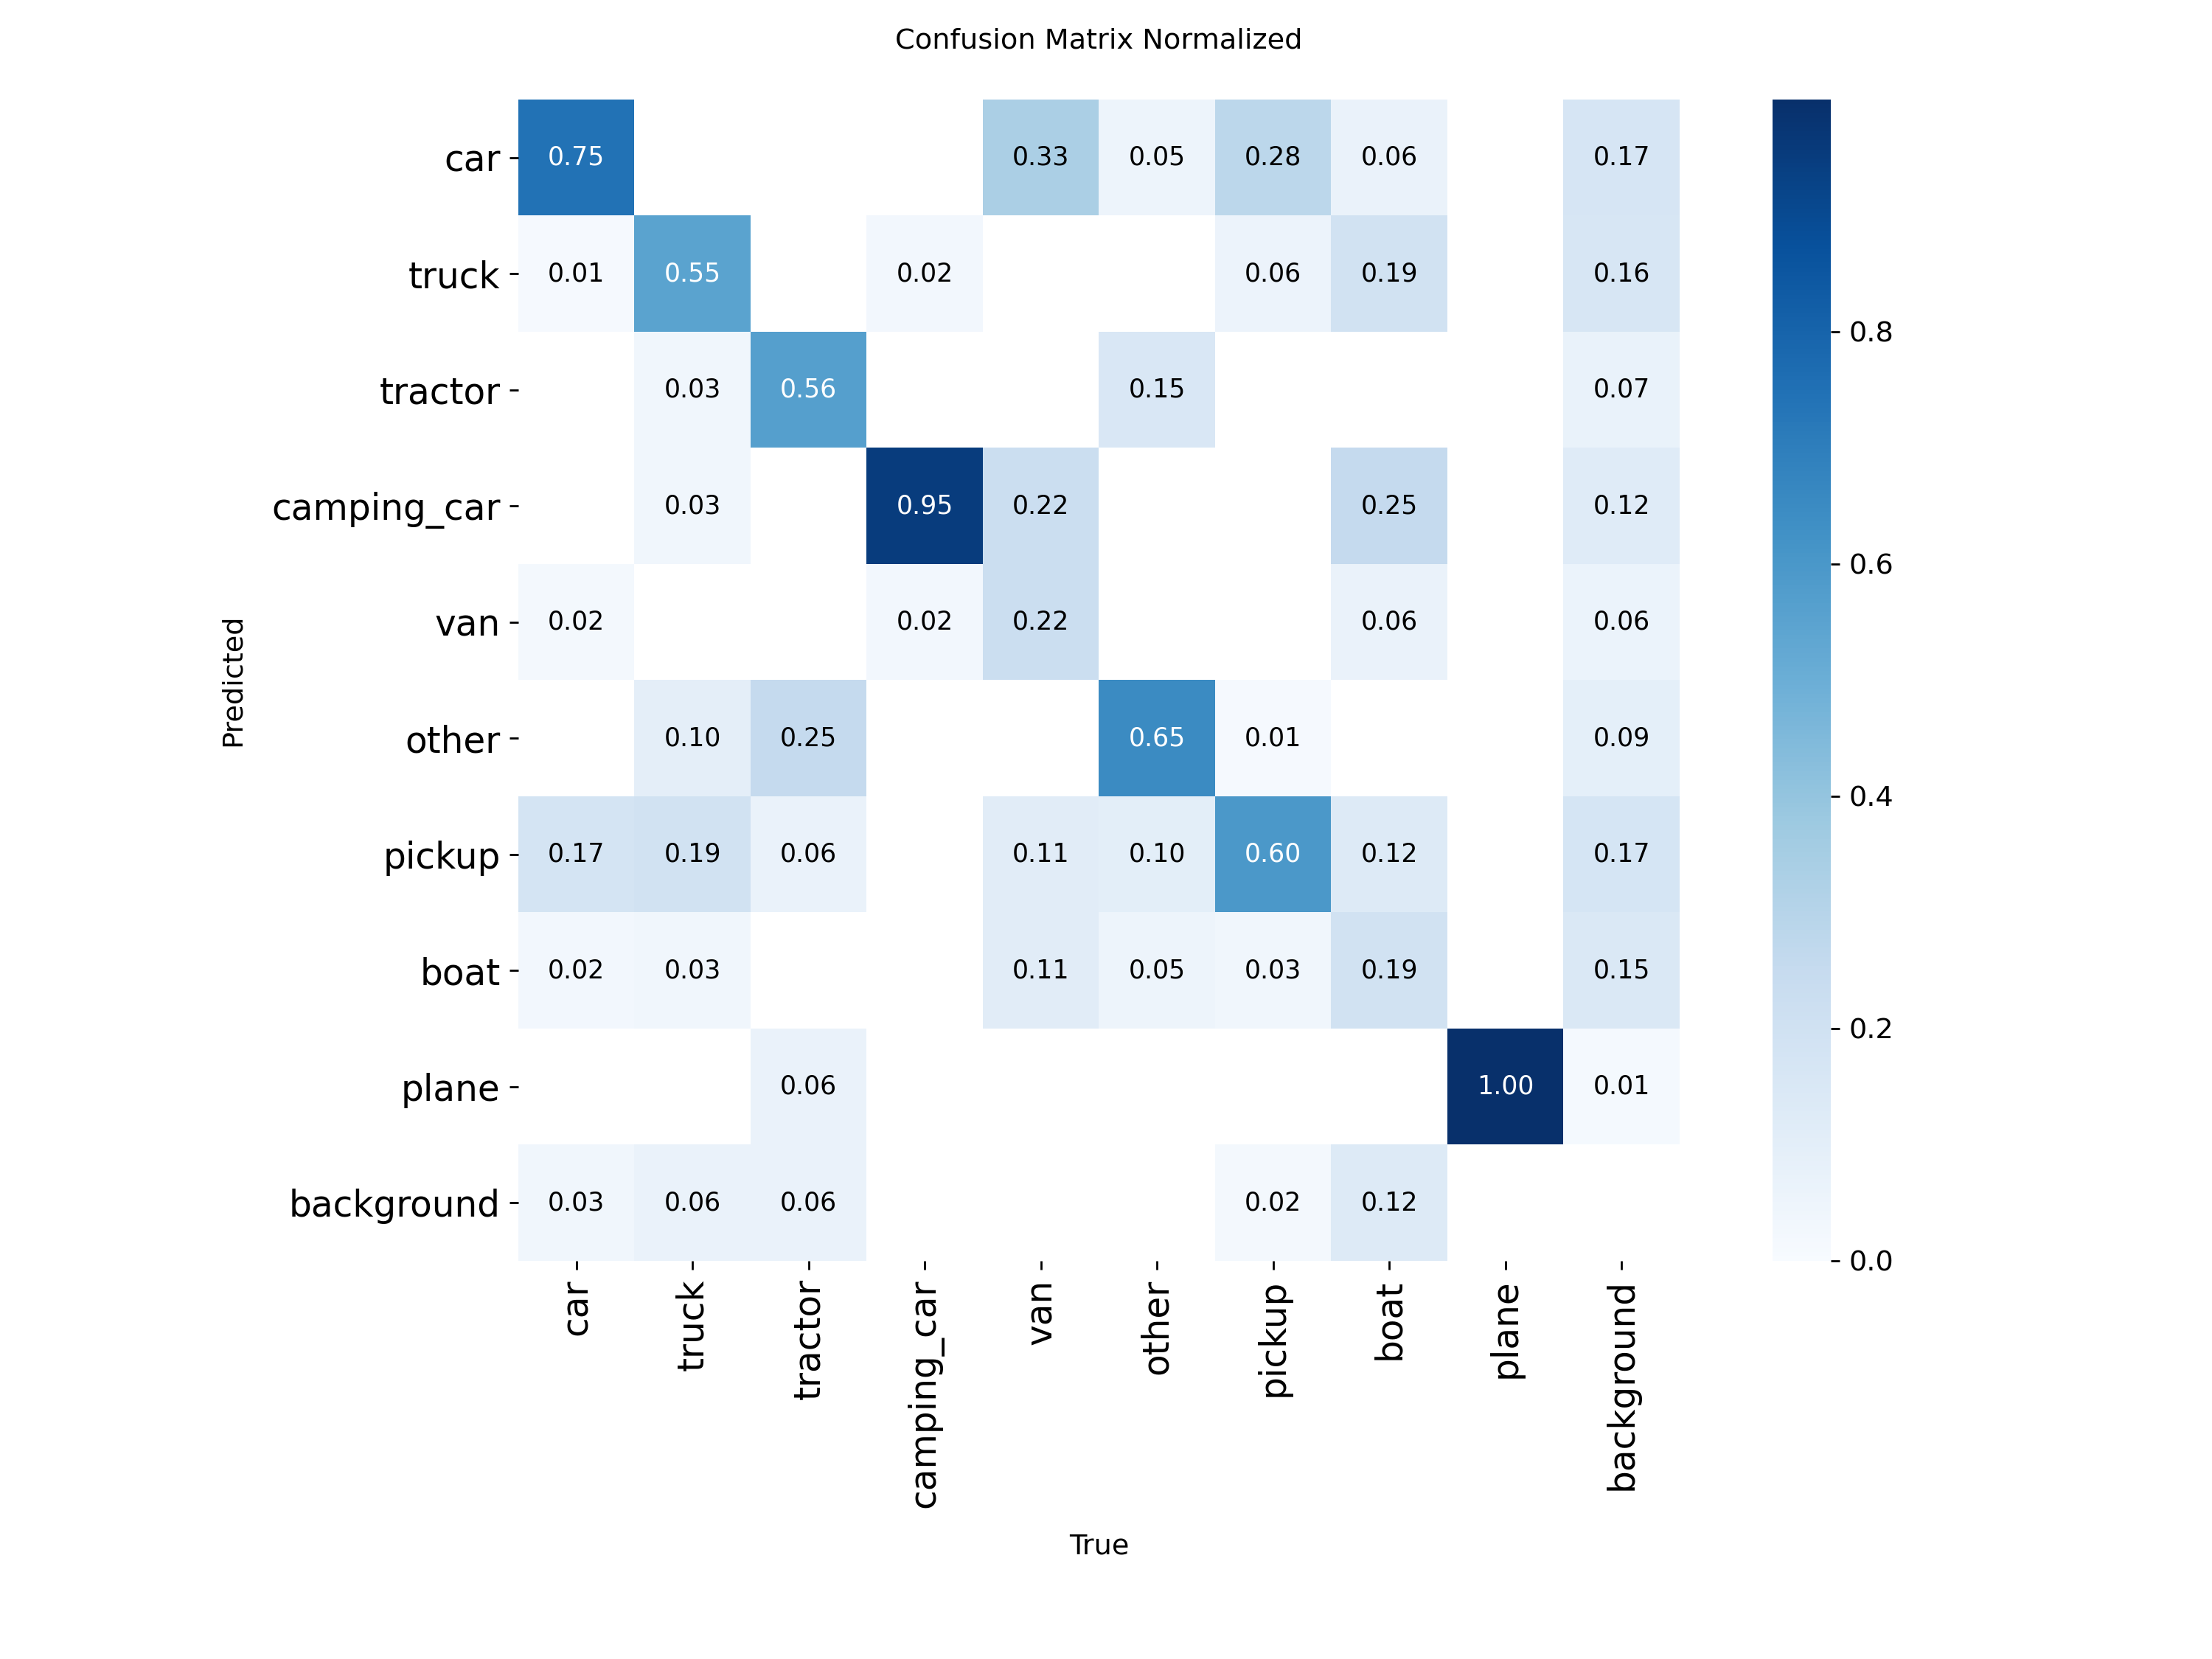 Confusion Matrix Normalized
car 0.75 0.33 0.05 0.28 0.06 0.17
truck 0.01 0.55 0.02 0.06 0.19 0.16
0.8
tractor 0.03 0.56 0.15 0.07
camping_car 0.03 0.95 0.22 0.25 0.12
0.6
van 0.02 0.02 0.22 0.06 0.06
Predicted
other 0.10 0.25 0.65 0.01 0.09
0.4
pickup 0.17 0.19 0.06 0.11 0.10 0.60 0.12 0.17
boat 0.02 0.03 0.11 0.05 0.03 0.19 0.15
0.2
plane 0.06 1.00 0.01
background 0.03 0.06 0.06 0.02 0.12
0.0
car truck tractor camping_car van other pickup boat plane background
True